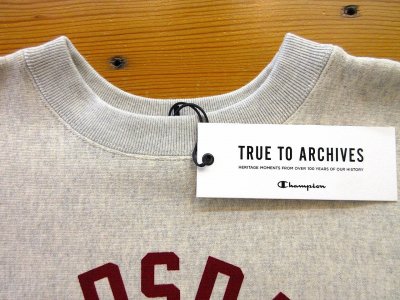 TRUE TO ARCHIVES
HERITAGE MOMENTS FROM OVER 100 YEARS OF OUR HISTORY
Champion